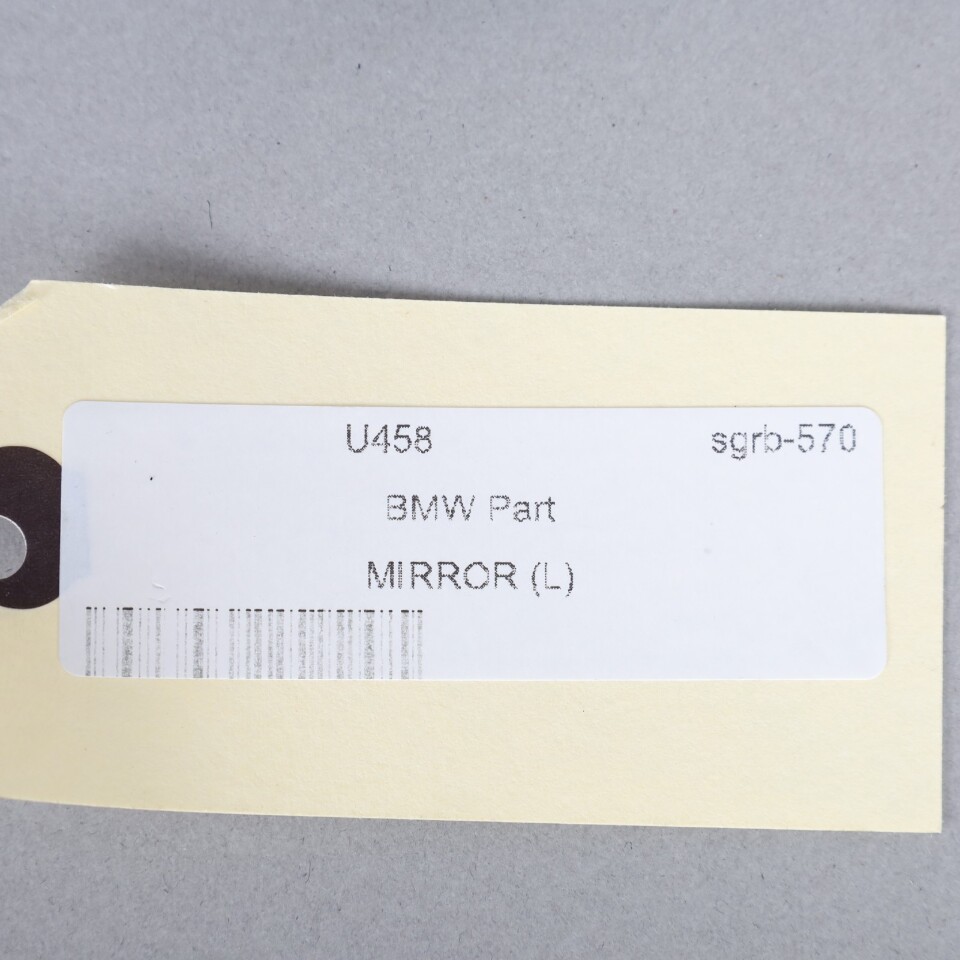 U458 sgrb-570
BMW Part
MIRROR (L)